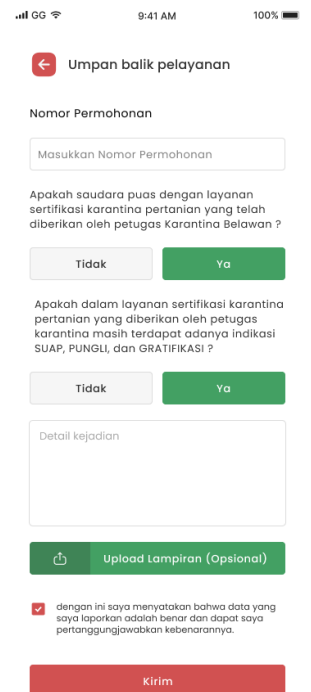 GG 9:41 AM 100%
Umpan balik pelayanan
Nomor Permohonan
Masukkan Nomor Permohonan
Apakah saudara puas dengan layanan
sertifikasi karantina pertanian yang telah
diberikan oleh petugas Karantina Belawan ?
Tidak Ya
Apakah dalam layanan sertifikasi karantina
pertanian yang diberikan oleh petugas
karantina masih terdapat adanya indikasi
SUAP, PUNGLI, dan GRATIFIKASI ?
Tidak Ya
Detail kejadian
Upload Lampiran (Opsional)
dengan ini saya menyatakan bahwa data yang
saya laporkan adalah benar dan dapat saya
pertanggungjawabkan kebenarannya.
Kirim